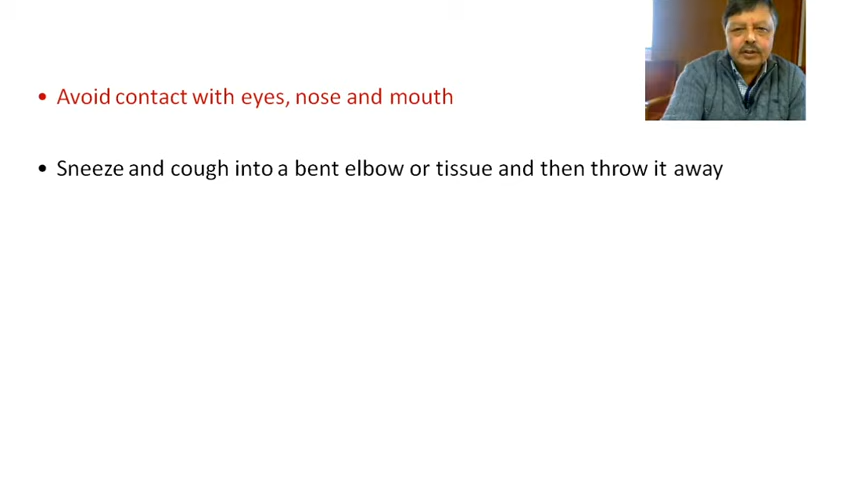 • Avoid contact with eyes, nose and mouth
• Sneeze and cough into a bent elbow or tissue and then throw it away